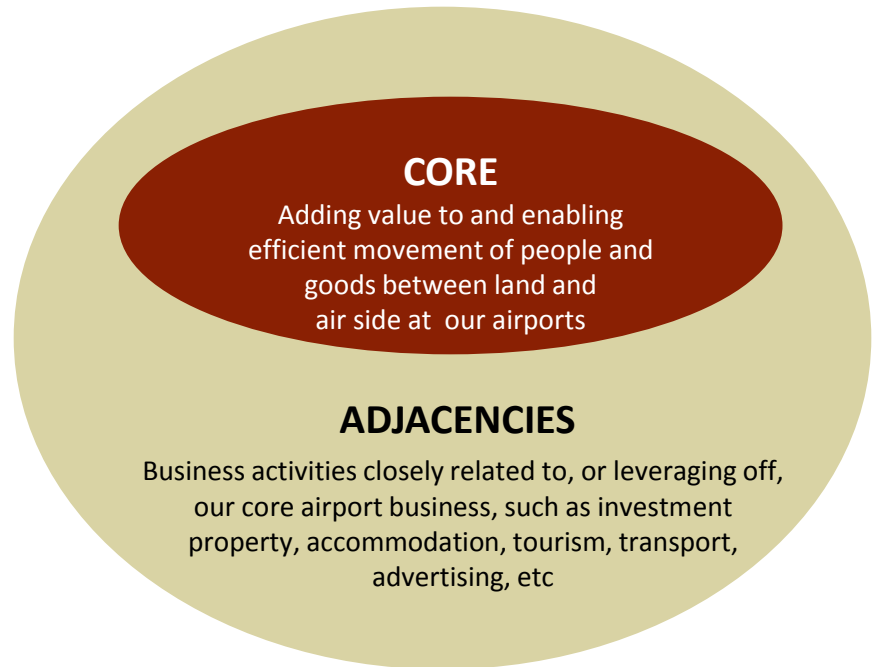 CORE
Adding value to and enabling
efficient movement of people and
goods between land and
air side at our airports
ADJACENCIES
Business activities closely related to, or leveraging off,
our core airport business, such as investment
property, accommodation, tourism, transport,
advertising, etc